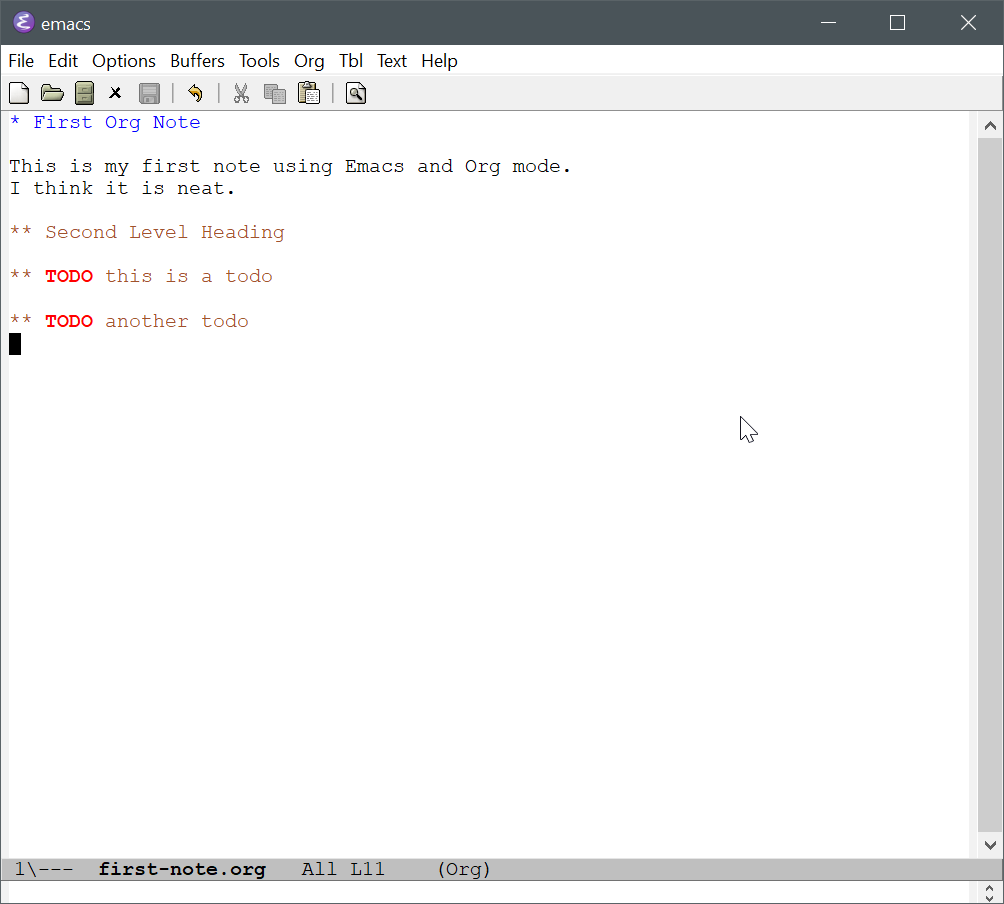 emacs
File Edit Options Buffers Tools Org Tbl Text Help
* First Org Note
This is my first note using Emacs and Org mode.
I think it is neat.
** Second Level Heading
** TODO this is a todo
** TODO another todo
1\--- first-note.org All L11 (Org)